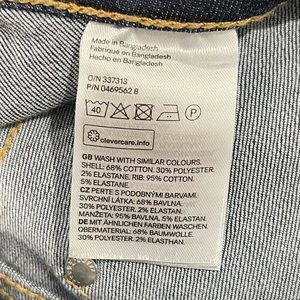 Made in Bangladesh
Fabriqué en Bangladesh
Hecho en Bangladesh
O/N 337313
P/N 0469562 8
40 P
clevercare.info
GB WASH WITH SIMILAR COLOURS.
SHELL: 68% COTTON. 30% POLYESTER.
2% ELASTANE. RIB: 95% COTTON.
5% ELASTANE.
CZ PERTE S PODOBNÝMI BARVAMI.
SVRCHNÍ LÁTKA: 68% BAVLNA.
30% POLYESTER. 2% ELASTAN.
MANŽETA: 95% BAVLNA. 5% ELASTAN.
DE MIT ÄHNLICHEN FARBEN WASCHEN.
OBERMATERIAL: 68% BAUMWOLLE.
30% POLYESTER. 2% ELASTHAN.